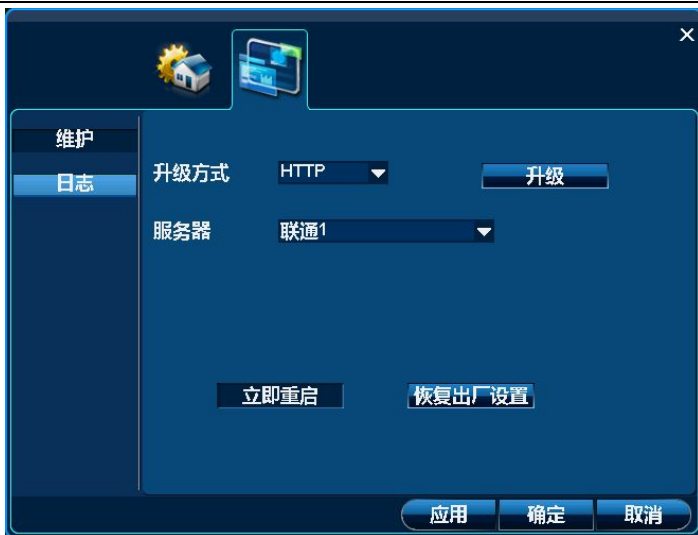 维护
日志
升级方式 HTTP 升级
服务器 联通1
立即重启 恢复出厂设置
应用 确定 取消